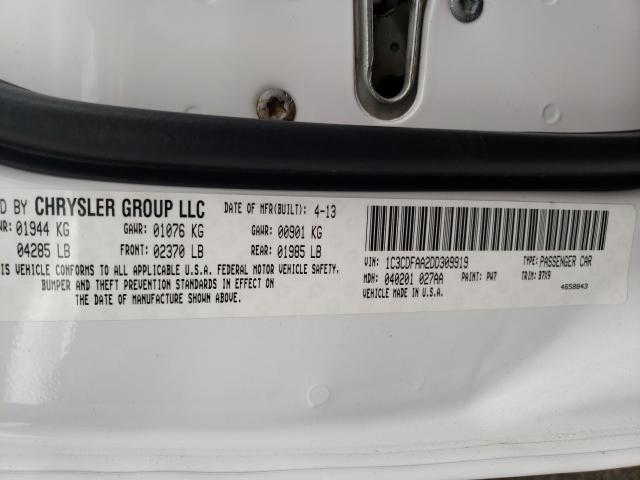 D BY CHRYSLER GROUP LLC DATE OF MFR(BUILT): 4-13
WR: 01944 KG GAWR: 01076 KG GAWR: 00901 KG
04285 LB FRONT: 02370 LB REAR: 01985 LB
IS VEHICLE CONFORMS TO ALL APPLICABLE U.S.A. FEDERAL MOTOR VEHICLE SAFETY,
BUMPER AND THEFT PREVENTION STANDARDS IN EFFECT ON
THE DATE OF MANUFACTURE SHOWN ABOVE.
VIN: 1C3CDFAA2DD309919 TYPE: PASSENGER CAR
MDH: 040201 027AA PAINT: PW7 TRIM: B7X9
VEHICLE MADE IN U.S.A. 4658843